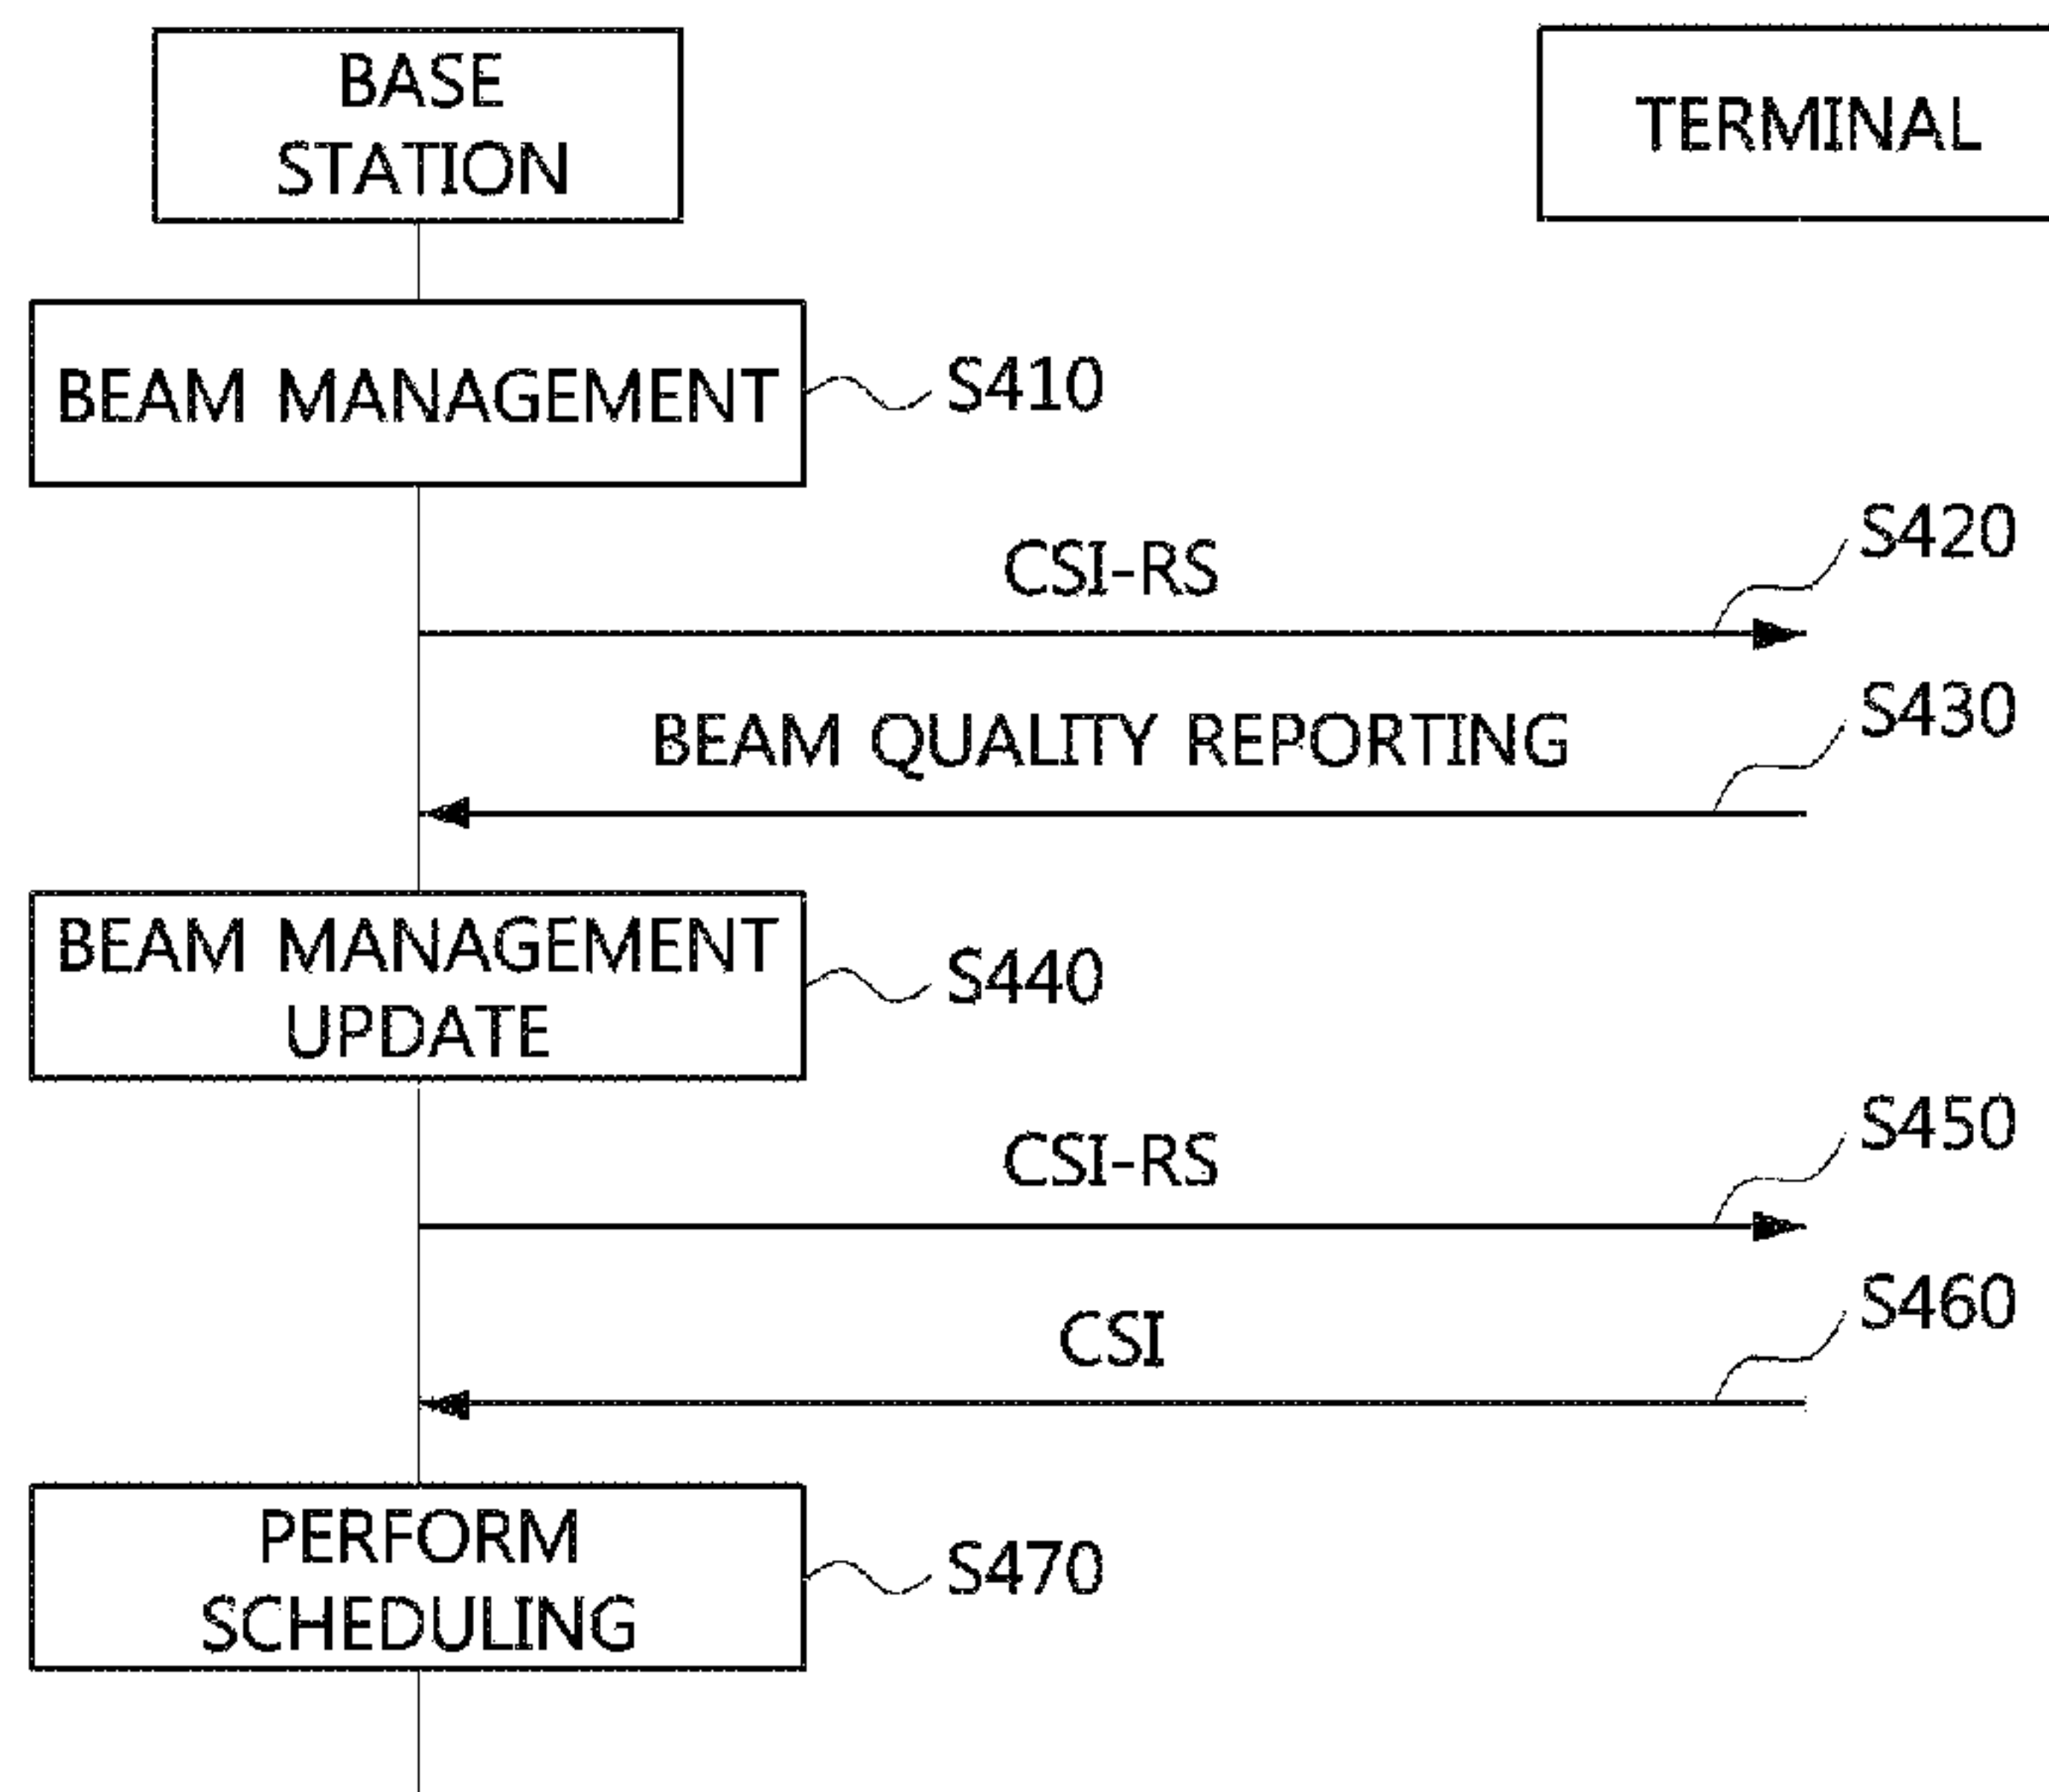 BASE
STATION
TERMINAL
BEAM MANAGEMENT
S410
CSI-RS
S420
BEAM QUALITY REPORTING
S430
BEAM MANAGEMENT
UPDATE
S440
CSI-RS
S450
CSI
S460
PERFORM
SCHEDULING
S470